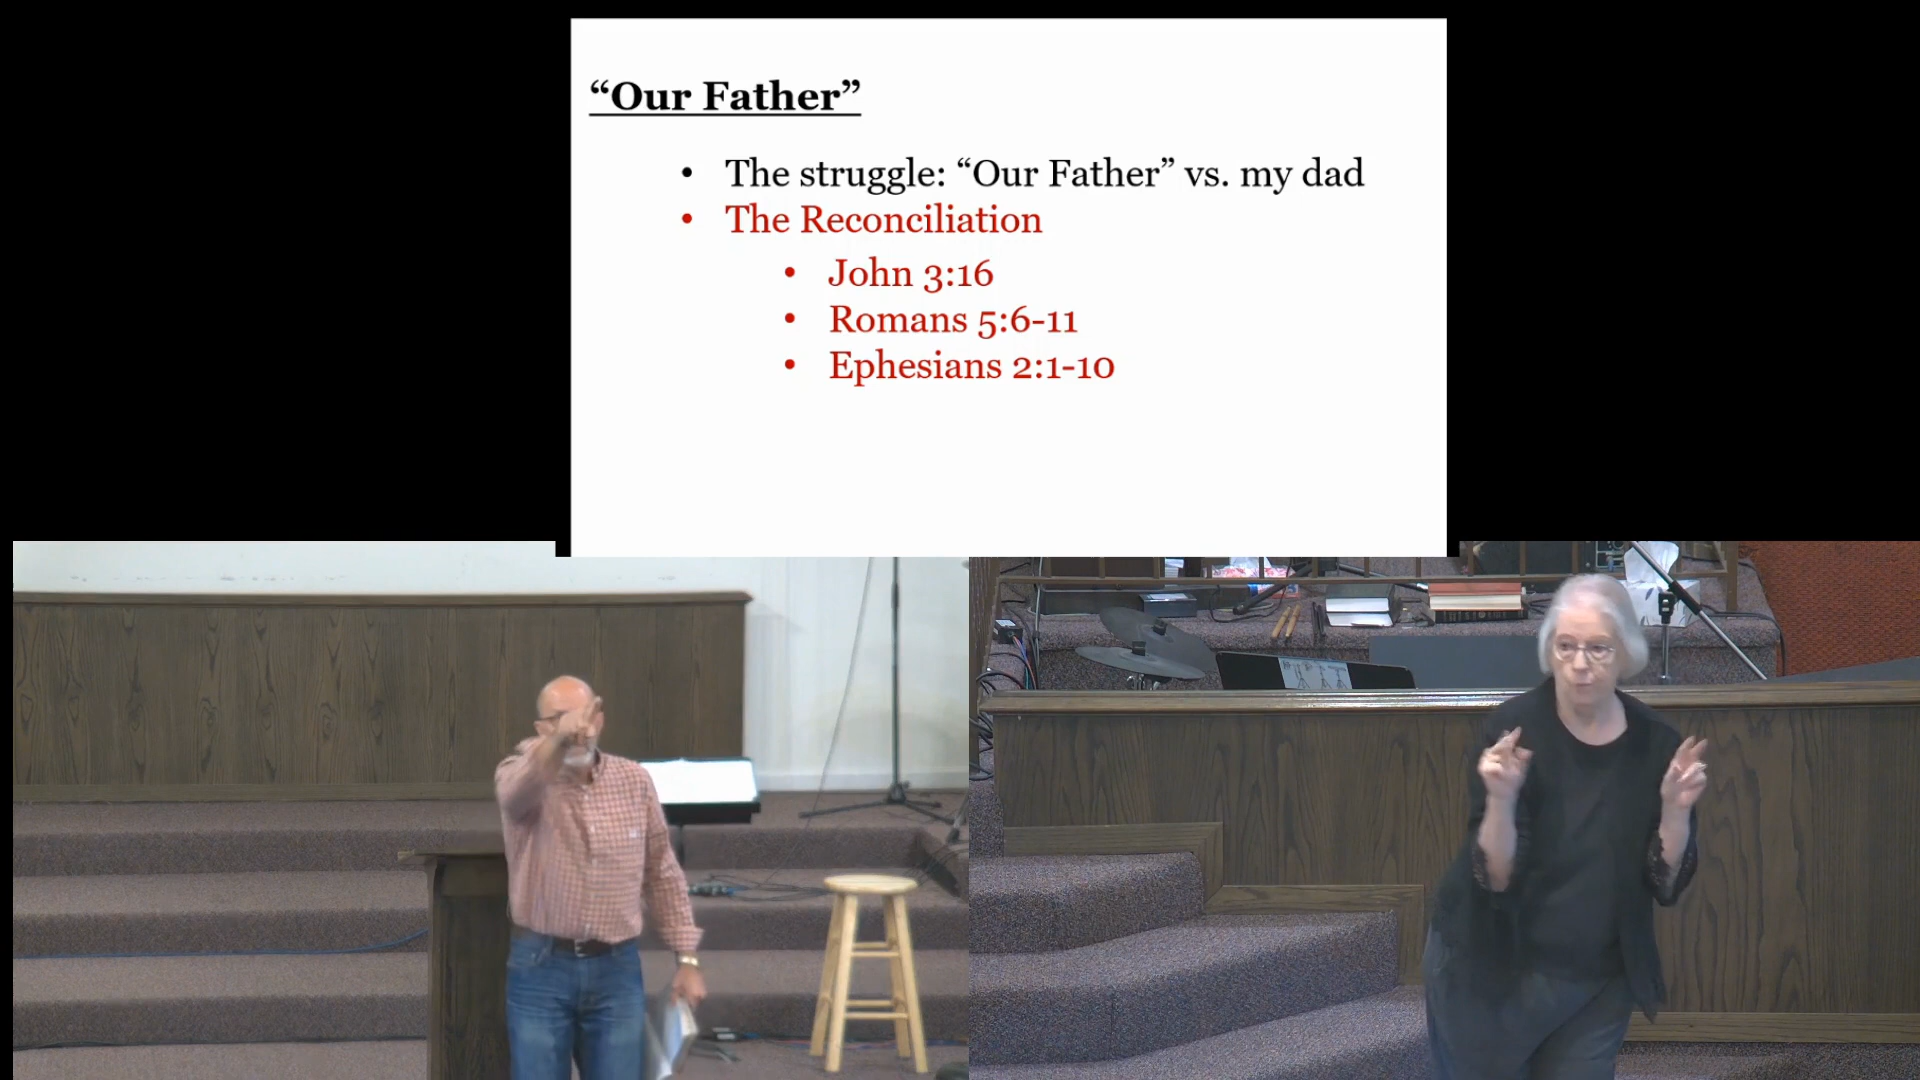 “Our Father”
• The struggle: “Our Father” vs. my dad
• The Reconciliation
• John 3:16
• Romans 5:6-11
• Ephesians 2:1-10